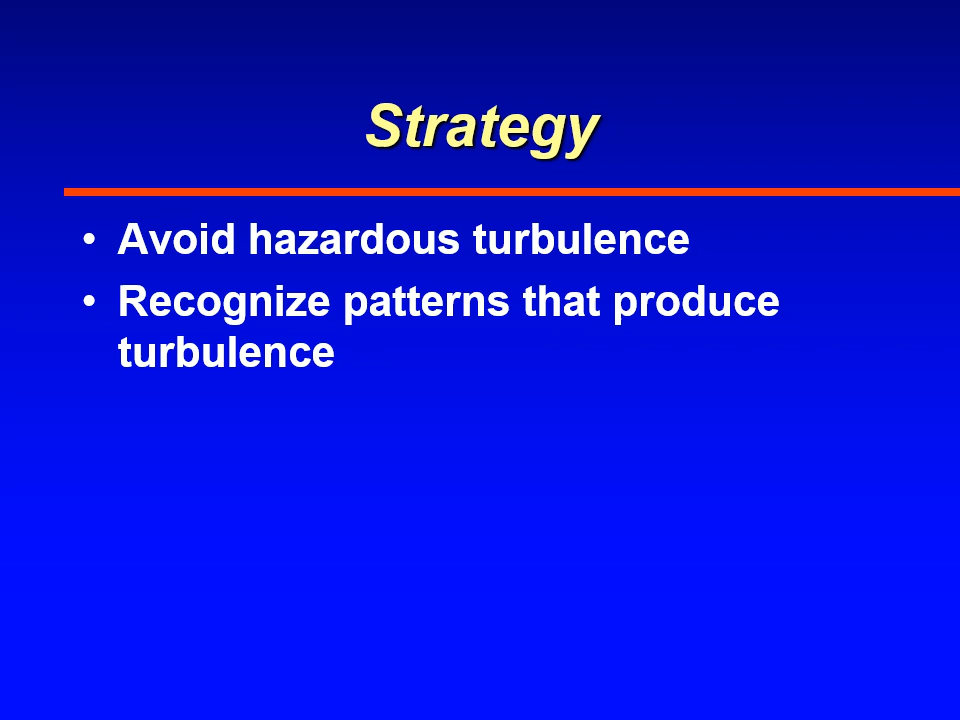 Strategy
• Avoid hazardous turbulence
• Recognize patterns that produce
turbulence